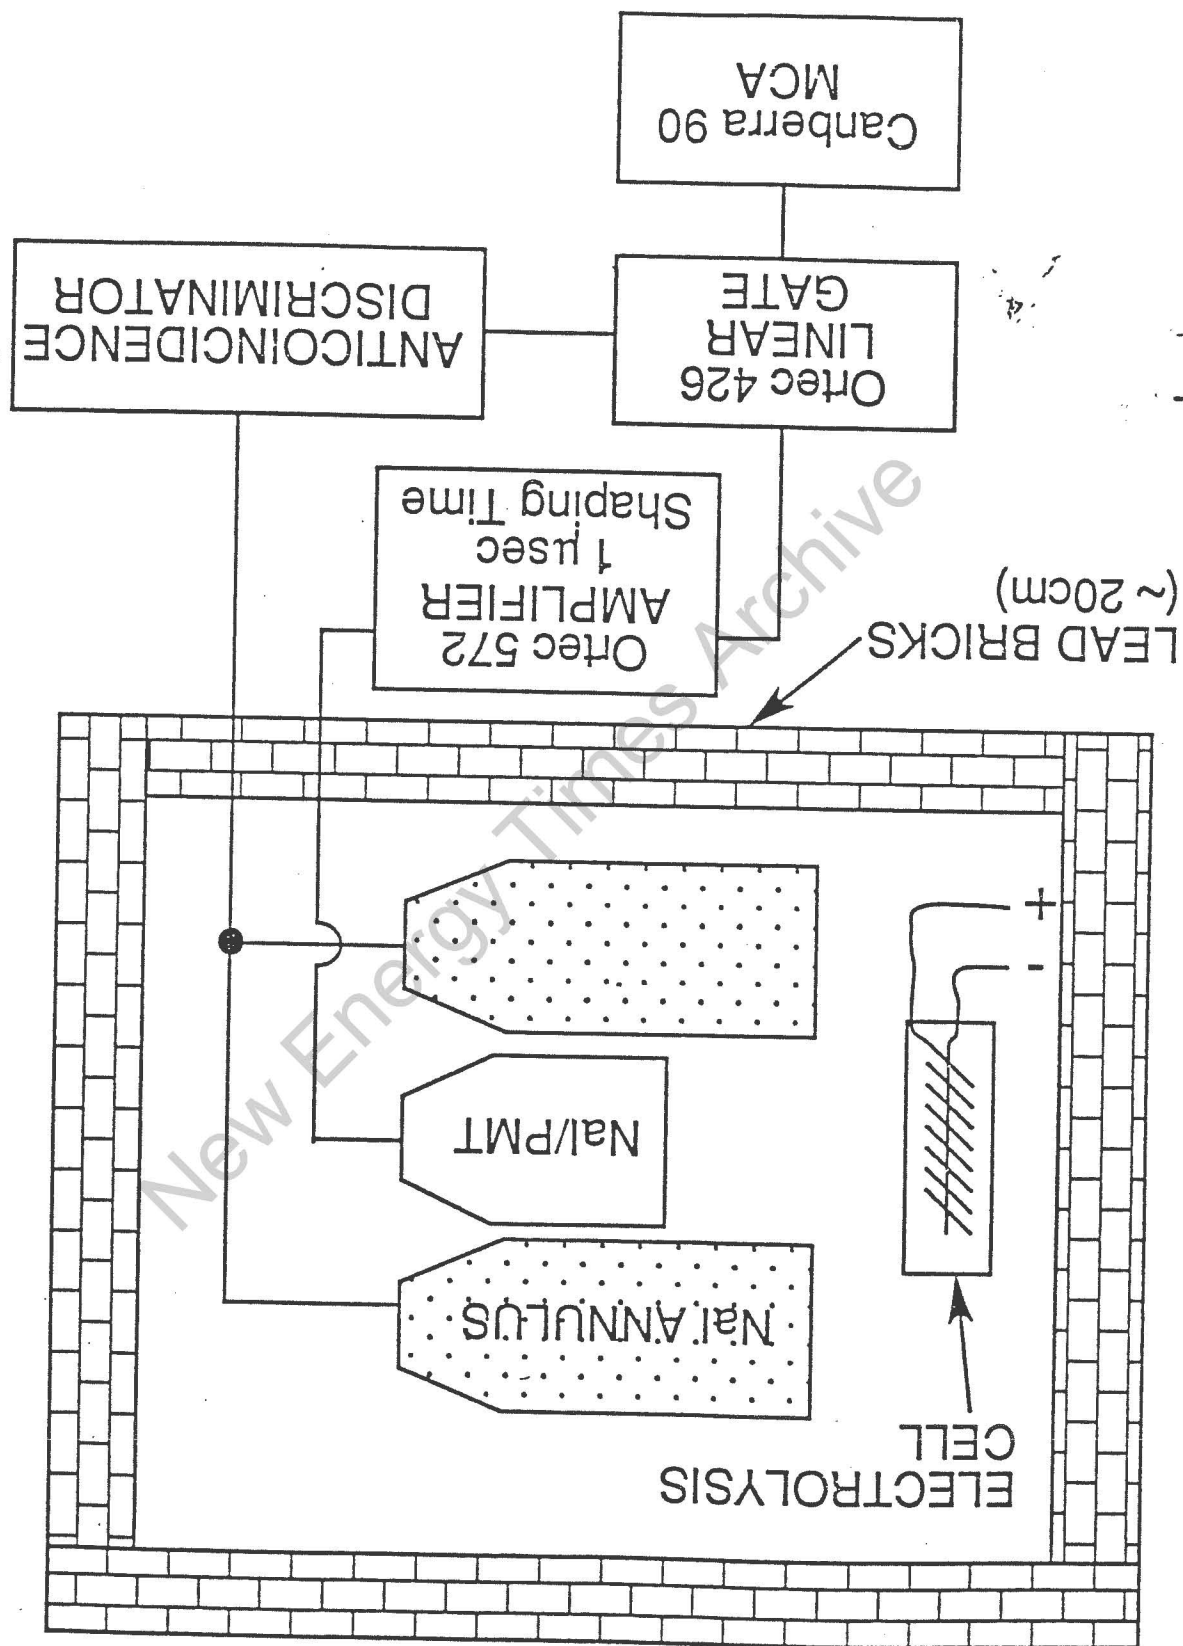 ELECTROLYSIS
CELL
NaI ANNULUS
NaI/PMT
-
+
LEAD BRICKS
(~ 20cm)
Ortec 572
AMPLIFIER
1 µsec
Shaping Time
Ortec 426
LINEAR
GATE
ANTICOINCIDENCE
DISCRIMINATOR
Canberra 90
MCA
New Energy Times Archive